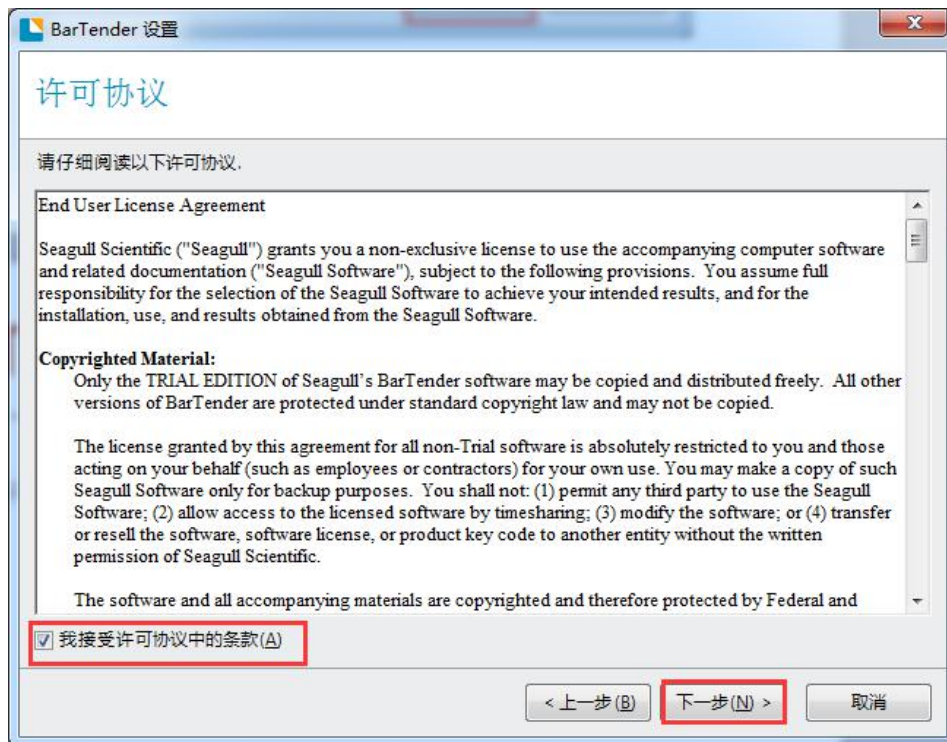 BarTender 设置
许可协议
请仔细阅读以下许可协议.
End User License Agreement
Seagull Scientific ("Seagull") grants you a non-exclusive license to use the accompanying computer software
and related documentation ("Seagull Software"), subject to the following provisions.  You assume full
responsibility for the selection of the Seagull Software to achieve your intended results, and for the
installation, use, and results obtained from the Seagull Software.
Copyrighted Material:
Only the TRIAL EDITION of Seagull's BarTender software may be copied and distributed freely.  All other
versions of BarTender are protected under standard copyright law and may not be copied.
The license granted by this agreement for all non-Trial software is absolutely restricted to you and those
acting on your behalf (such as employees or contractors) for your own use. You may make a copy of such
Seagull Software only for backup purposes.  You shall not: (1) permit any third party to use the Seagull
Software; (2) allow access to the licensed software by timesharing; (3) modify the software; or (4) transfer
or resell the software, software license, or product key code to another entity without the written
permission of Seagull Scientific.
The software and all accompanying materials are copyrighted and therefore protected by Federal and
我接受许可协议中的条款(A)
< 上一步(B) 下一步(N) > 取消